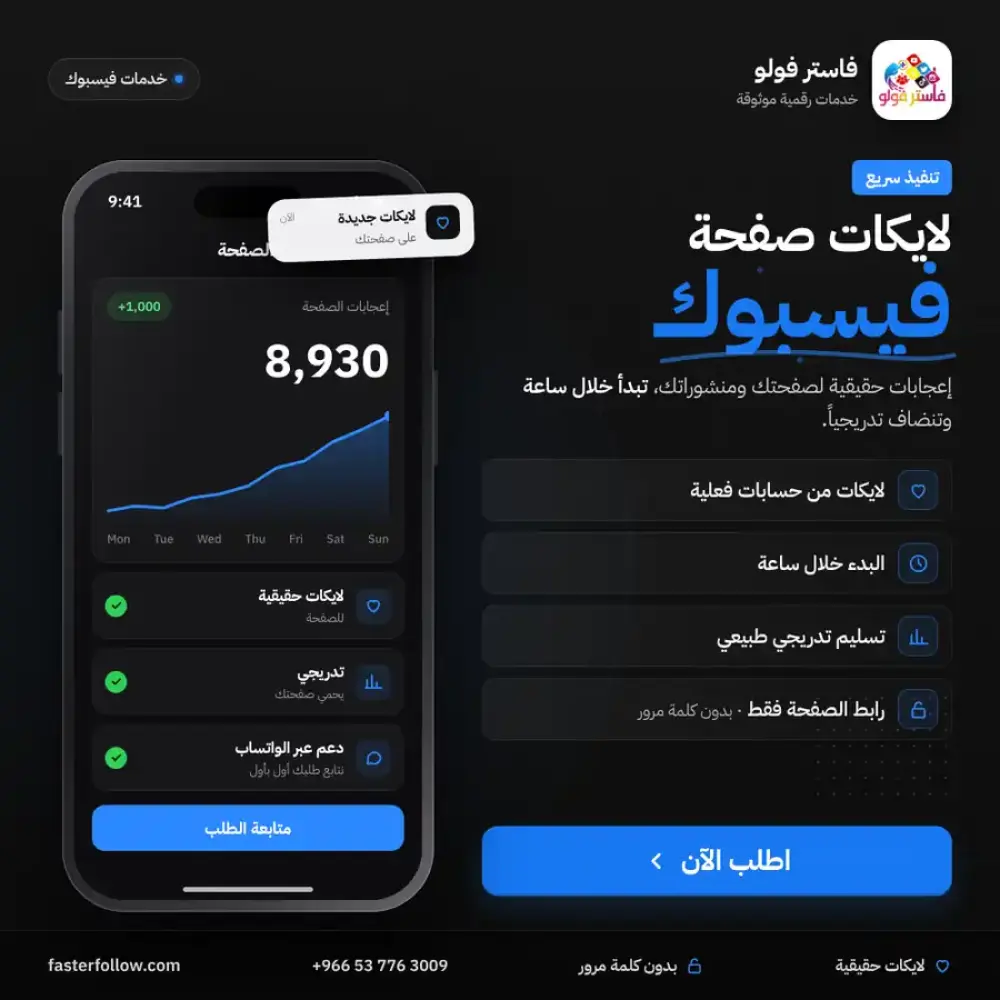 فاستر فولو
فاستر فولو
خدمات رقمية موثوقة
خدمات فيسبوك
تنفيذ سريع
لايكات صفحة
فيسبوك
إعجابات حقيقية لصفحتك ومنشوراتك، تبدأ خلال ساعة
وتنضاف تدريجياً.
لايكات من حسابات فعلية
البدء خلال ساعة
تسليم تدريجي طبيعي
رابط الصفحة فقط · بدون كلمة مرور
اطلب الآن
9:41
لايكات جديدة
الآن
على صفحتك
الصفحة
إعجابات الصفحة
+1,000
8,930
Mon Tue Wed Thu Fri Sat Sun
لايكات حقيقية
للصفحة
تدريجي
يحمي صفحتك
دعم عبر الواتساب
نتابع طلبك أول بأول
متابعة الطلب
لايكات حقيقية
بدون كلمة مرور
+966 53 776 3009
fasterfollow.com